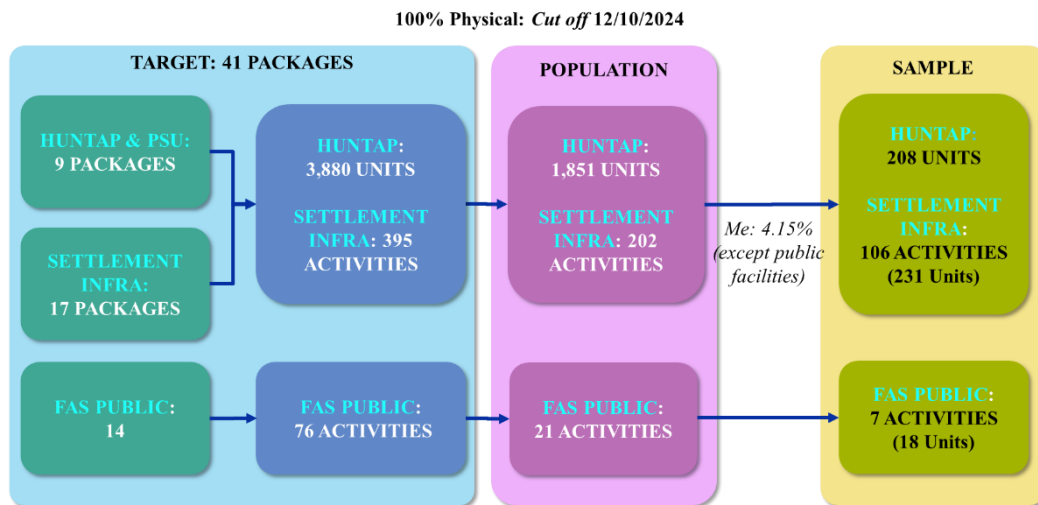 100% Physical: Cut off 12/10/2024
TARGET: 41 PACKAGES
HUNTAP & PSU:
9 PACKAGES
SETTLEMENT
INFRA:
17 PACKAGES
HUNTAP:
3,880 UNITS
SETTLEMENT
INFRA: 395
ACTIVITIES
FAS PUBLIC:
14
FAS PUBLIC:
76 ACTIVITIES
POPULATION
HUNTAP:
1,851 UNITS
SETTLEMENT
INFRA: 202
ACTIVITIES
FAS PUBLIC:
21 ACTIVITIES
Me: 4.15%
(except public
facilities)
SAMPLE
HUNTAP:
208 UNITS
SETTLEMENT
INFRA:
106 ACTIVITIES
(231 Units)
FAS PUBLIC:
7 ACTIVITIES
(18 Units)